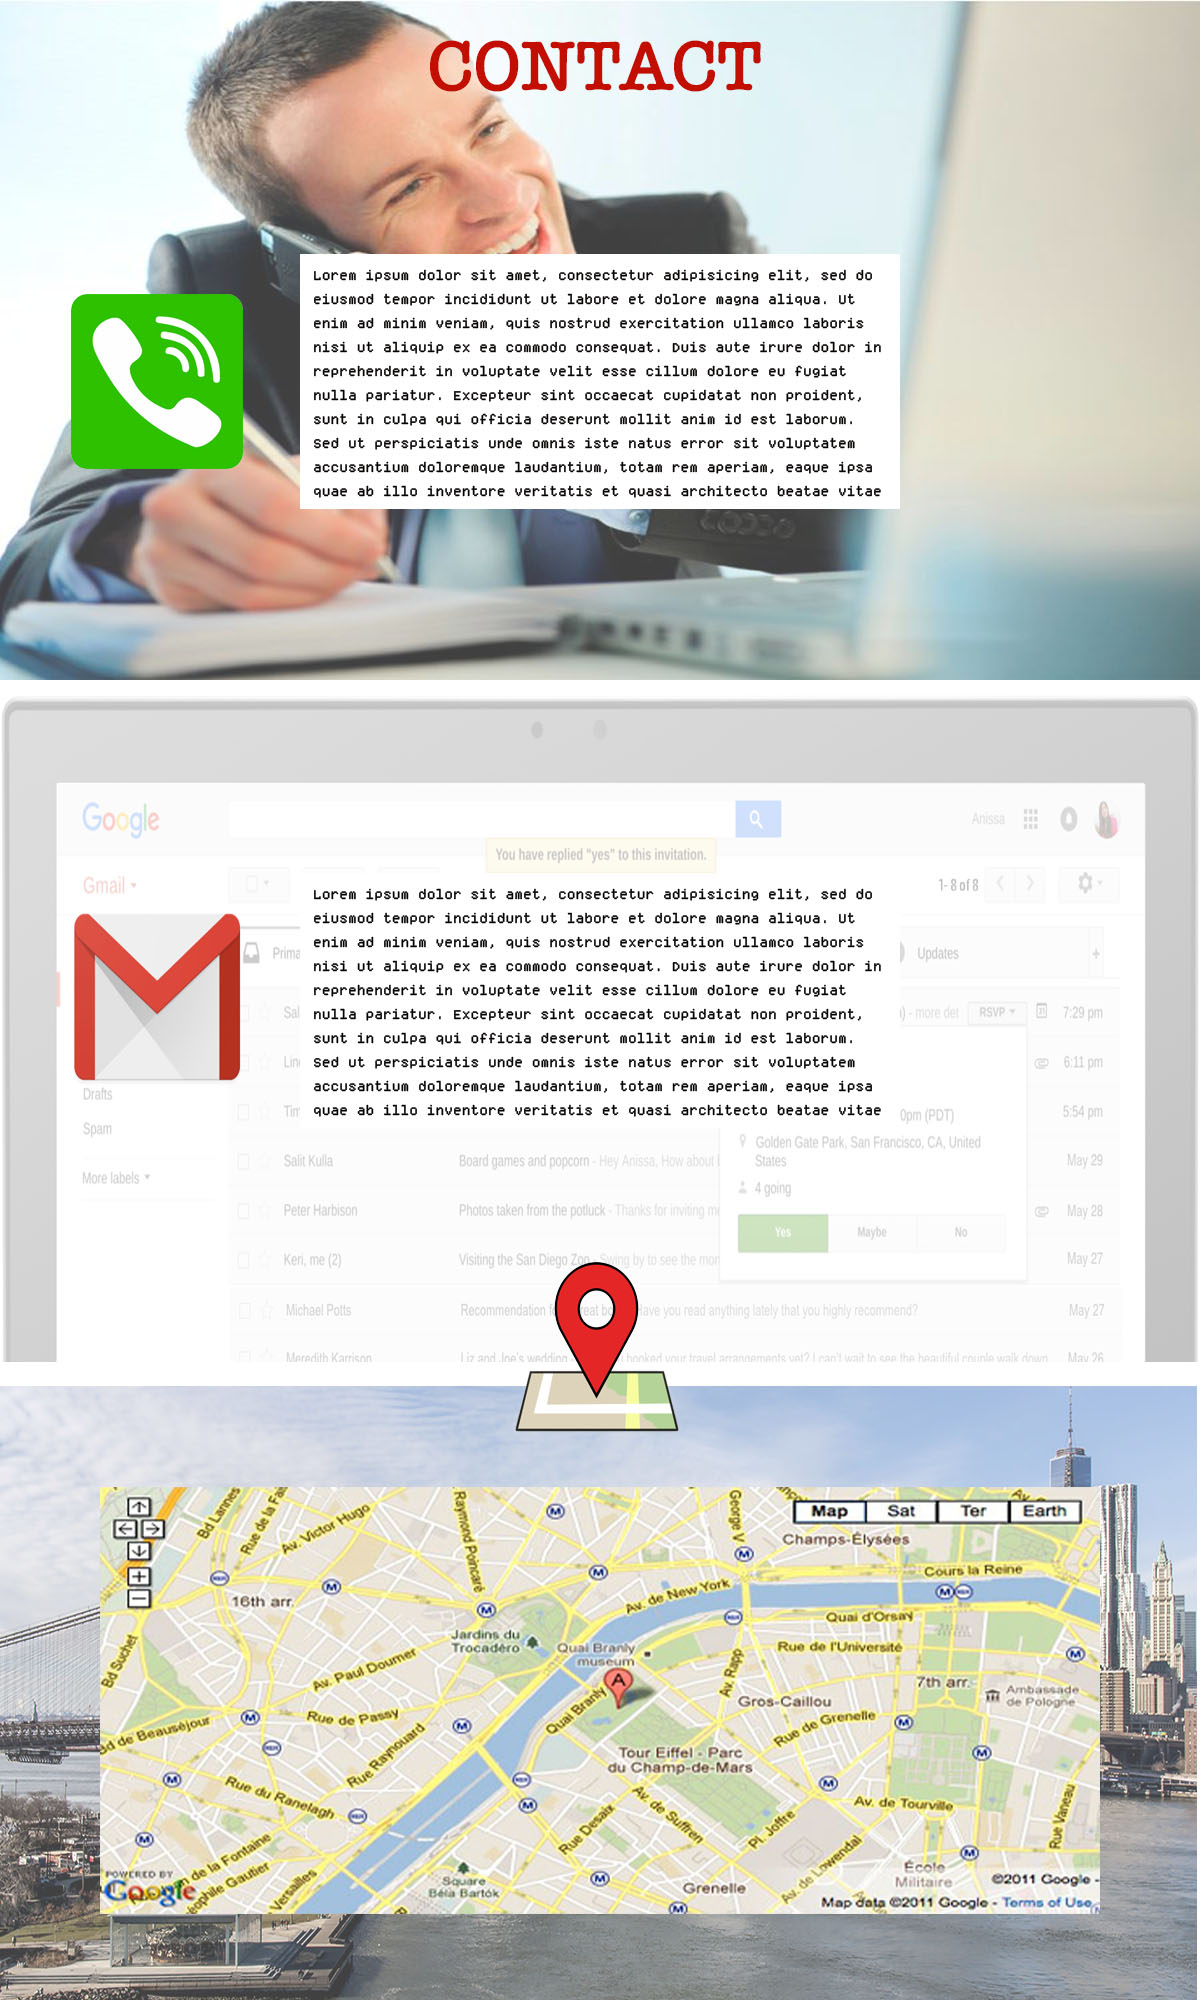 CONTACT
Lorem ipsum dolor sit amet, consectetur adipisicing elit, sed do
eiusmod tempor incididunt ut labore et dolore magna aliqua. Ut
enim ad minim veniam, quis nostrud exercitation ullamco laboris
nisi ut aliquip ex ea commodo consequat. Duis aute irure dolor in
reprehenderit in voluptate velit esse cillum dolore eu fugiat
nulla pariatur. Excepteur sint occaecat cupidatat non proident,
sunt in culpa qui officia deserunt mollit anim id est laborum.
Sed ut perspiciatis unde omnis iste natus error sit voluptatem
accusantium doloremque laudantium, totam rem aperiam, eaque ipsa
quae ab illo inventore veritatis et quasi architecto beatae vitae
Google
Anissa
You have replied "yes" to this invitation.
Gmail
1-8 of 8
Lorem ipsum dolor sit amet, consectetur adipisicing elit, sed do
eiusmod tempor incididunt ut labore et dolore magna aliqua. Ut
enim ad minim veniam, quis nostrud exercitation ullamco laboris
nisi ut aliquip ex ea commodo consequat. Duis aute irure dolor in
reprehenderit in voluptate velit esse cillum dolore eu fugiat
nulla pariatur. Excepteur sint occaecat cupidatat non proident,
sunt in culpa qui officia deserunt mollit anim id est laborum.
Sed ut perspiciatis unde omnis iste natus error sit voluptatem
accusantium doloremque laudantium, totam rem aperiam, eaque ipsa
quae ab illo inventore veritatis et quasi architecto beatae vitae
Prima
Updates
+
Sal
- more det RSVP 31 7:29 pm
Lin
6:11 pm
Tim
0pm (PDT)
5:54 pm
Drafts
Spam
More labels
Golden Gate Park, San Francisco, CA, United
States
4 going
Yes Maybe No
Salit Kulla Board games and popcorn - Hey Anissa, How about May 29
Peter Harbison Photos taken from the potluck - Thanks for inviting me May 28
Keri, me (2) Visiting the San Diego Zoo - Swing by to see the mon May 27
Michael Potts Recommendation Have you read anything lately that you highly recommend? May 27
Meredith Karrison Liz and Joe's wedding - booked your travel arrangements yet? I can't wait to see the beautiful couple walk down May 26
Map Sat Ter Earth
Bd Lannes
Rue de la Fai
Av. Victor Hugo
Raymond Poincaré
George V
Champs-Élysées
Cours la Reine
16th arr.
Av. de New York
Quai d'Orsay
Jardins du
Trocadéro
Quai Branly
museum
Rue de l'Université
Bd Suchet
Av. Paul Doumer
Av. Rapp
7th arr.
Ambassade
de Pologne
A
Quai Branly
Gros-Caillou
Bd de Beauséjour
Rue de Passy
Rue de Grenelle
Rue Raynouard
Tour Eiffel - Parc
du Champ-de-Mars
Rue du Ranelagh
Av. de Suffren
Av. de Tourville
Rue Desaix
Pl. Joffre
Rue Vaneau
de la Fontaine
éophile Gautier
Versailles
Av. de Lowendal
École
Militaire
Square
Béla Bartók
Grenelle
POWERED BY
Google
©2011 Google -
Map data ©2011 Google - Terms of Use